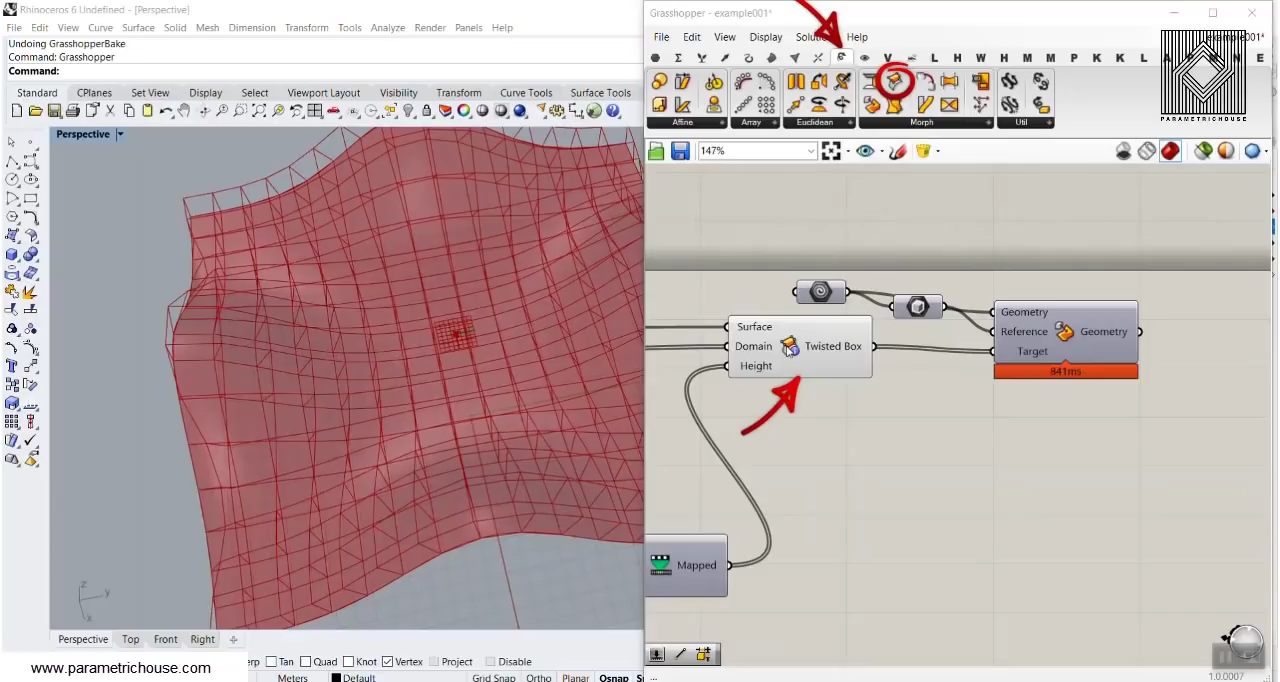 Rhinoceros 6 Undefined - [Perspective]
File Edit View Curve Surface Solid Mesh Dimension Transform Tools Analyze Render Panels Help
Undoing GrasshopperBake
Command: Grasshopper
Command:
Standard CPlanes Set View Display Select Viewport Layout Visibility Transform Curve Tools Surface Tools
Perspective
z
y
x
Perspective Top Front Right
erp Tan Quad Knot Vertex Project Disable
Meters Default Grid Snap Ortho Planar Osnap
www.parametrichouse.com
Grasshopper - example001*
File Edit View Display Help
example001*
V L H W H M M P K K L N E
PARAMETRICHOUSE
Affine Array Euclidean Morph Util
147%
Surface
Domain Twisted Box
Height
Geometry
Reference Geometry
Target
841ms
Mapped
...
1.0.0007